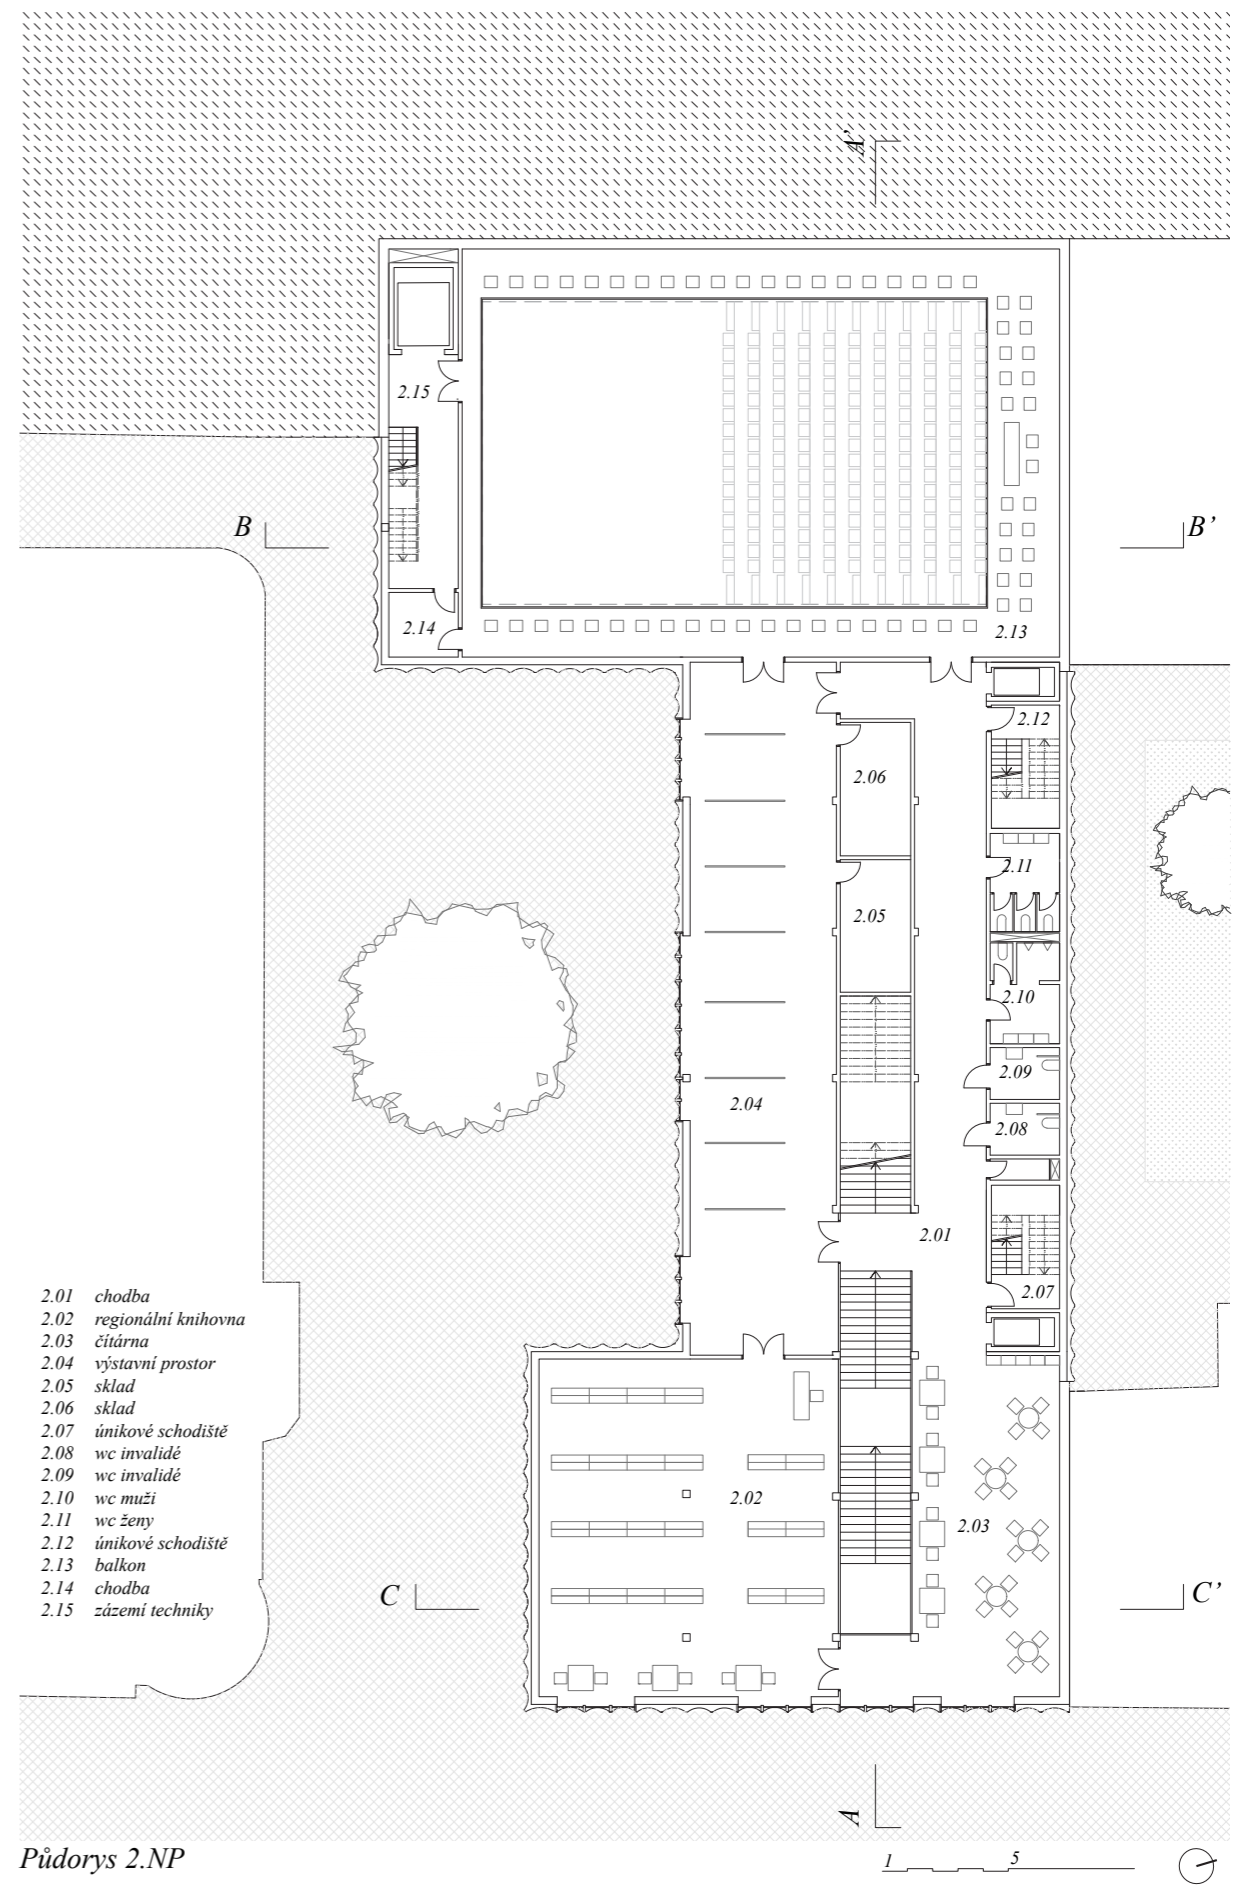 A'
2.15
B
B'
2.14
2.13
2.12
2.06
2.11
2.05
2.10
2.09
2.04
2.08
2.01
2.07
2.02
2.03
C
C'
2.01 chodba
2.02 regionální knihovna
2.03 čítárna
2.04 výstavní prostor
2.05 sklad
2.06 sklad
2.07 únikové schodiště
2.08 wc invalidé
2.09 wc invalidé
2.10 wc muži
2.11 wc ženy
2.12 únikové schodiště
2.13 balkon
2.14 chodba
2.15 zázemí techniky
A
Půdorys 2.NP
1 5